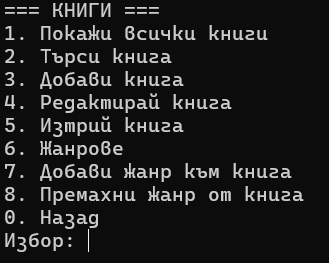 === КНИГИ ===
1. Покажи всички книги
2. Търси книга
3. Добави книга
4. Редактирай книга
5. Изтрий книга
6. Жанрове
7. Добави жанр към книга
8. Премахни жанр от книга
0. Назад
Избор: